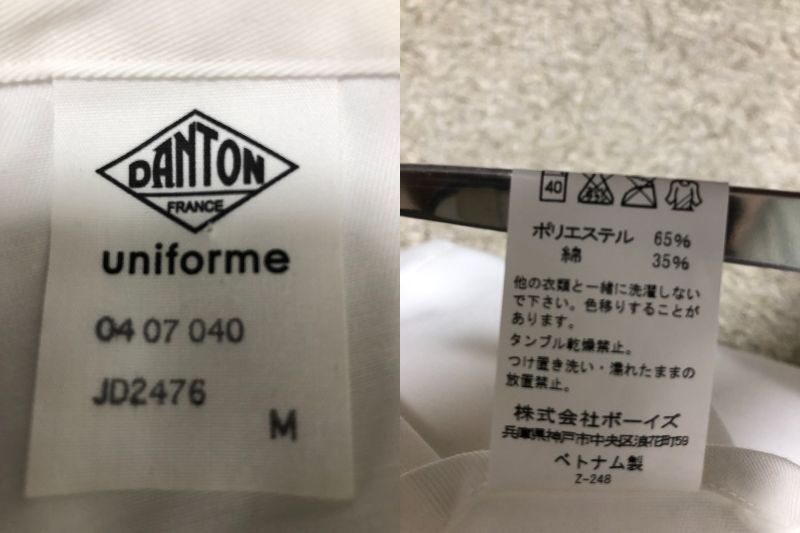 DANTON
FRANCE
uniforme
04 07 040
JD2476
M
40
ポリエステル 65%
綿 35%
他の衣類と一緒に洗濯しない
で下さい。色移りすることが
あります。
タンブル乾燥禁止。
つけ置き洗い・濡れたままの
放置禁止。
株式会社ボーイズ
兵庫県神戸市中央区浪花町59
ベトナム製
Z-248